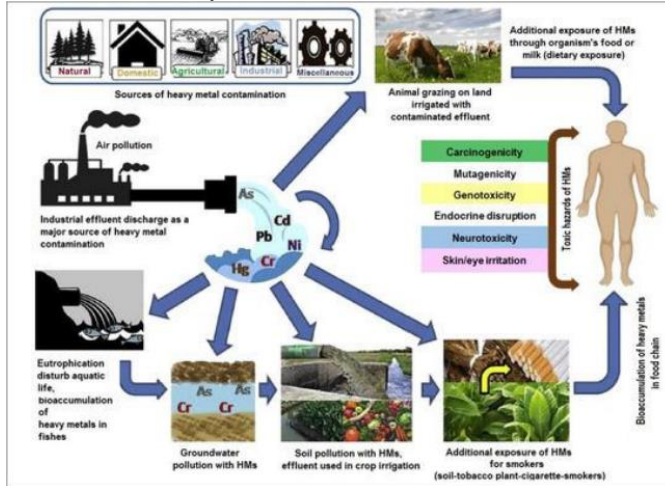 Natural
Domestic
Agricultural
Industrial
Miscellaneous
Sources of heavy metal contamination
Animal grazing on land
irrigated with
contaminated effluent
Additional exposure of HMs
through organism's food or
milk (dietary exposure)
Air pollution
Industrial effluent discharge as a
major source of heavy metal
contamination
As
Cd
Pb
Ni
Cr
Hg
Carcinogenicity
Mutagenicity
Genotoxicity
Endocrine disruption
Neurotoxicity
Skin/eye irritation
Toxic hazards of HMs
Eutrophication
disturb aquatic
life,
bioaccumulation
of
heavy metals in
fishes
As
As
Cr
Cr
Groundwater
pollution with HMs
Soil pollution with HMs,
effluent used in crop irrigation
Additional exposure of HMs
for smokers
(soil-tobacco plant-cigarette-smokers)
Bioaccumulation of heavy metals
in food chain